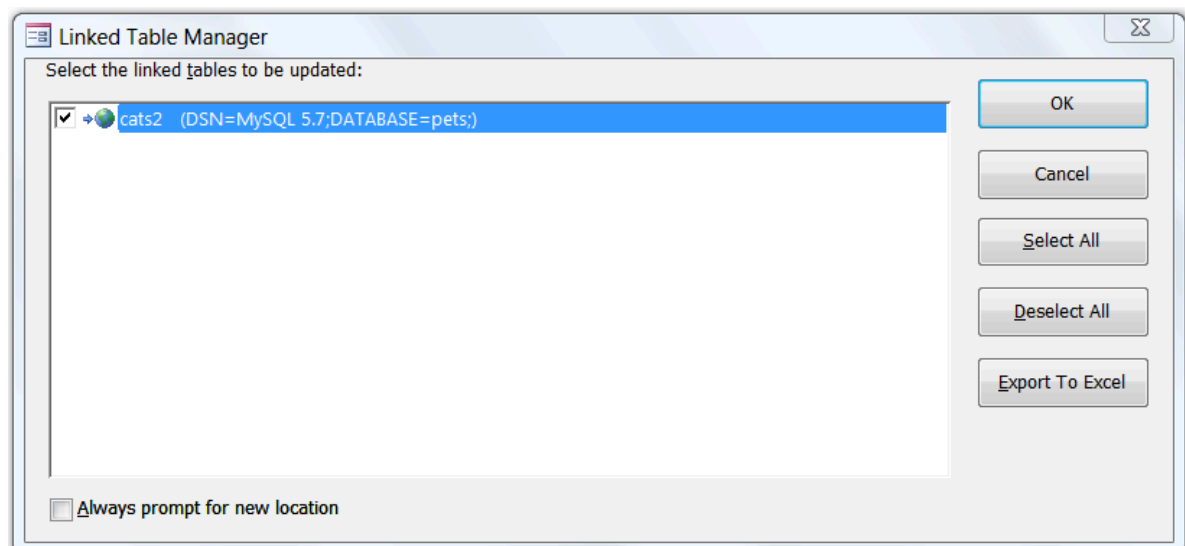 Linked Table Manager
Select the linked tables to be updated:
cats2 (DSN=MySQL 5.7;DATABASE=pets;)
OK
Cancel
Select All
Deselect All
Export To Excel
Always prompt for new location